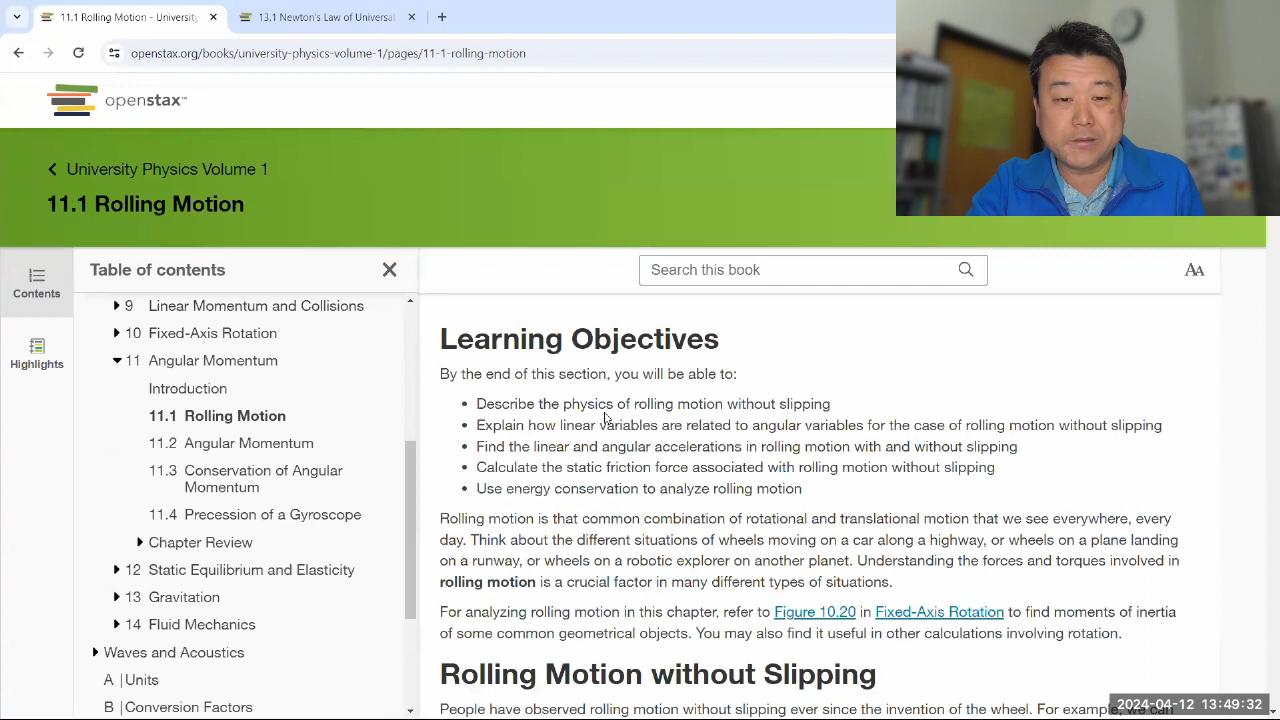 11.1 Rolling Motion - University
13.1 Newton's Law of Universal
openstax.org/books/university-physics-volume-1/pages/11-1-rolling-motion
openstax™
University Physics Volume 1
11.1 Rolling Motion
Contents
Highlights
Table of contents
9 Linear Momentum and Collisions
10 Fixed-Axis Rotation
11 Angular Momentum
Introduction
11.1 Rolling Motion
11.2 Angular Momentum
11.3 Conservation of Angular
Momentum
11.4 Precession of a Gyroscope
Chapter Review
12 Static Equilibrium and Elasticity
13 Gravitation
14 Fluid Mechanics
Waves and Acoustics
A | Units
B | Conversion Factors
Search this book
AA
Learning Objectives
By the end of this section, you will be able to:
• Describe the physics of rolling motion without slipping
• Explain how linear variables are related to angular variables for the case of rolling motion without slipping
• Find the linear and angular accelerations in rolling motion with and without slipping
• Calculate the static friction force associated with rolling motion without slipping
• Use energy conservation to analyze rolling motion
Rolling motion is that common combination of rotational and translational motion that we see everywhere, every
day. Think about the different situations of wheels moving on a car along a highway, or wheels on a plane landing
on a runway, or wheels on a robotic explorer on another planet. Understanding the forces and torques involved in
rolling motion is a crucial factor in many different types of situations.
For analyzing rolling motion in this chapter, refer to Figure 10.20 in Fixed-Axis Rotation to find moments of inertia
of some common geometrical objects. You may also find it useful in other calculations involving rotation.
Rolling Motion without Slipping
People have observed rolling motion without slipping ever since the invention of the wheel. For example, we can
2024-04-12 13:49:32